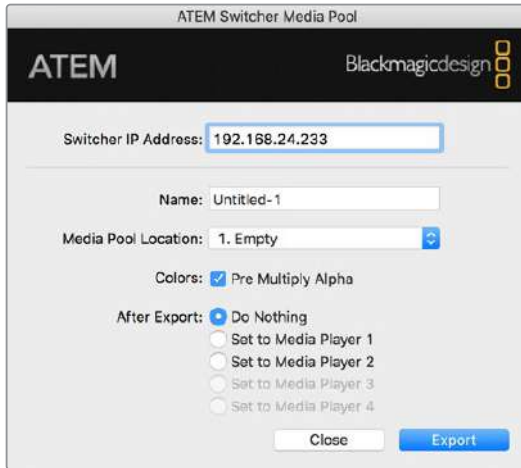 ATEM Switcher Media Pool
ATEM
Blackmagicdesign
Switcher IP Address: 192.168.24.233
Name: Untitled-1
Media Pool Location: 1. Empty
Colors: Pre Multiply Alpha
After Export: Do Nothing
Set to Media Player 1
Set to Media Player 2
Set to Media Player 3
Set to Media Player 4
Close Export